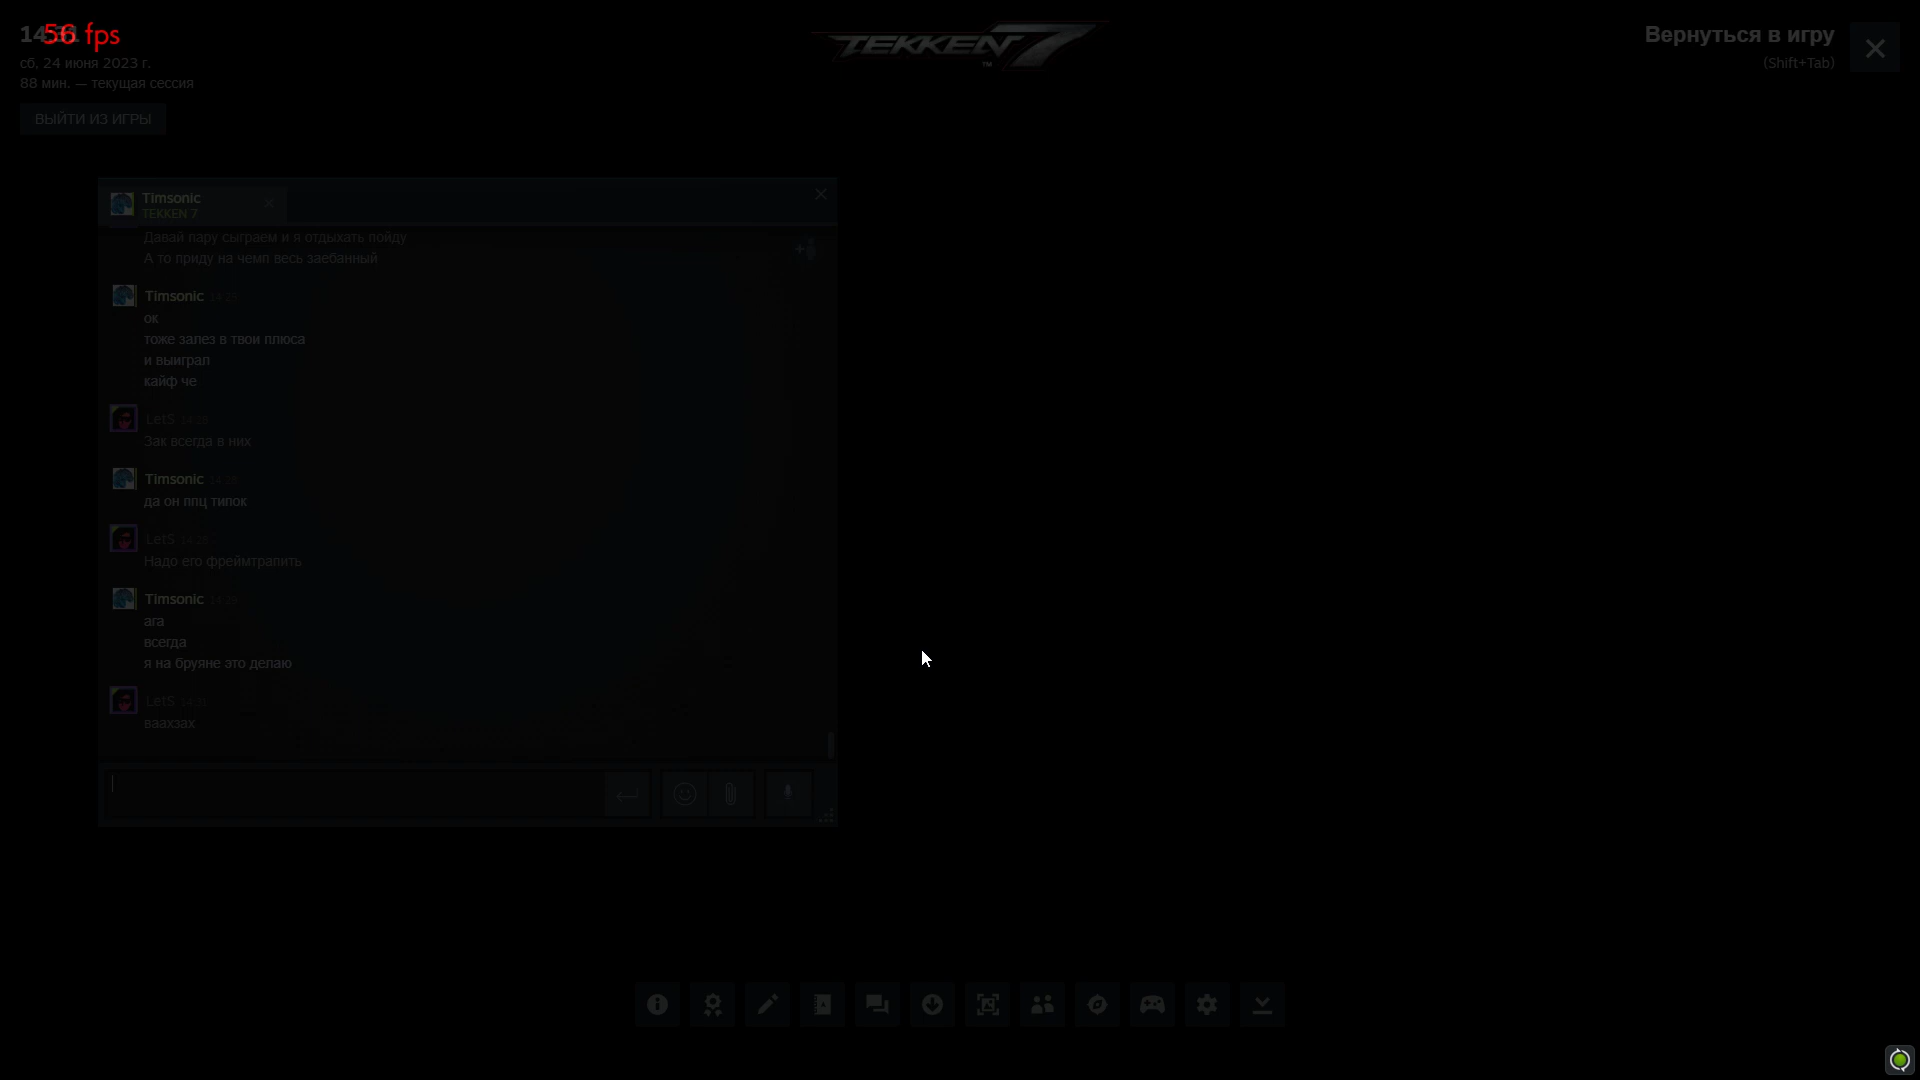 56 fps
сб, 24 июня 2023 г.
88 мин. — текущая сессия
ВЫЙТИ ИЗ ИГРЫ
TEKKEN 7
™
Вернуться в игру
(Shift+Tab)
Timsonic
TEKKEN 7
Давай пару сыграем и я отдыхать пойду
А то приду на чемп весь заебанный
Timsonic
ок
тоже залез в твои плюса
и выиграл
кайф че
LetS
Зак всегда в них
Timsonic
да он ппц типок
LetS
Надо его фреймтрапить
Timsonic
ага
всегда
я на бруяне это делаю
LetS 14:31
ваахзах